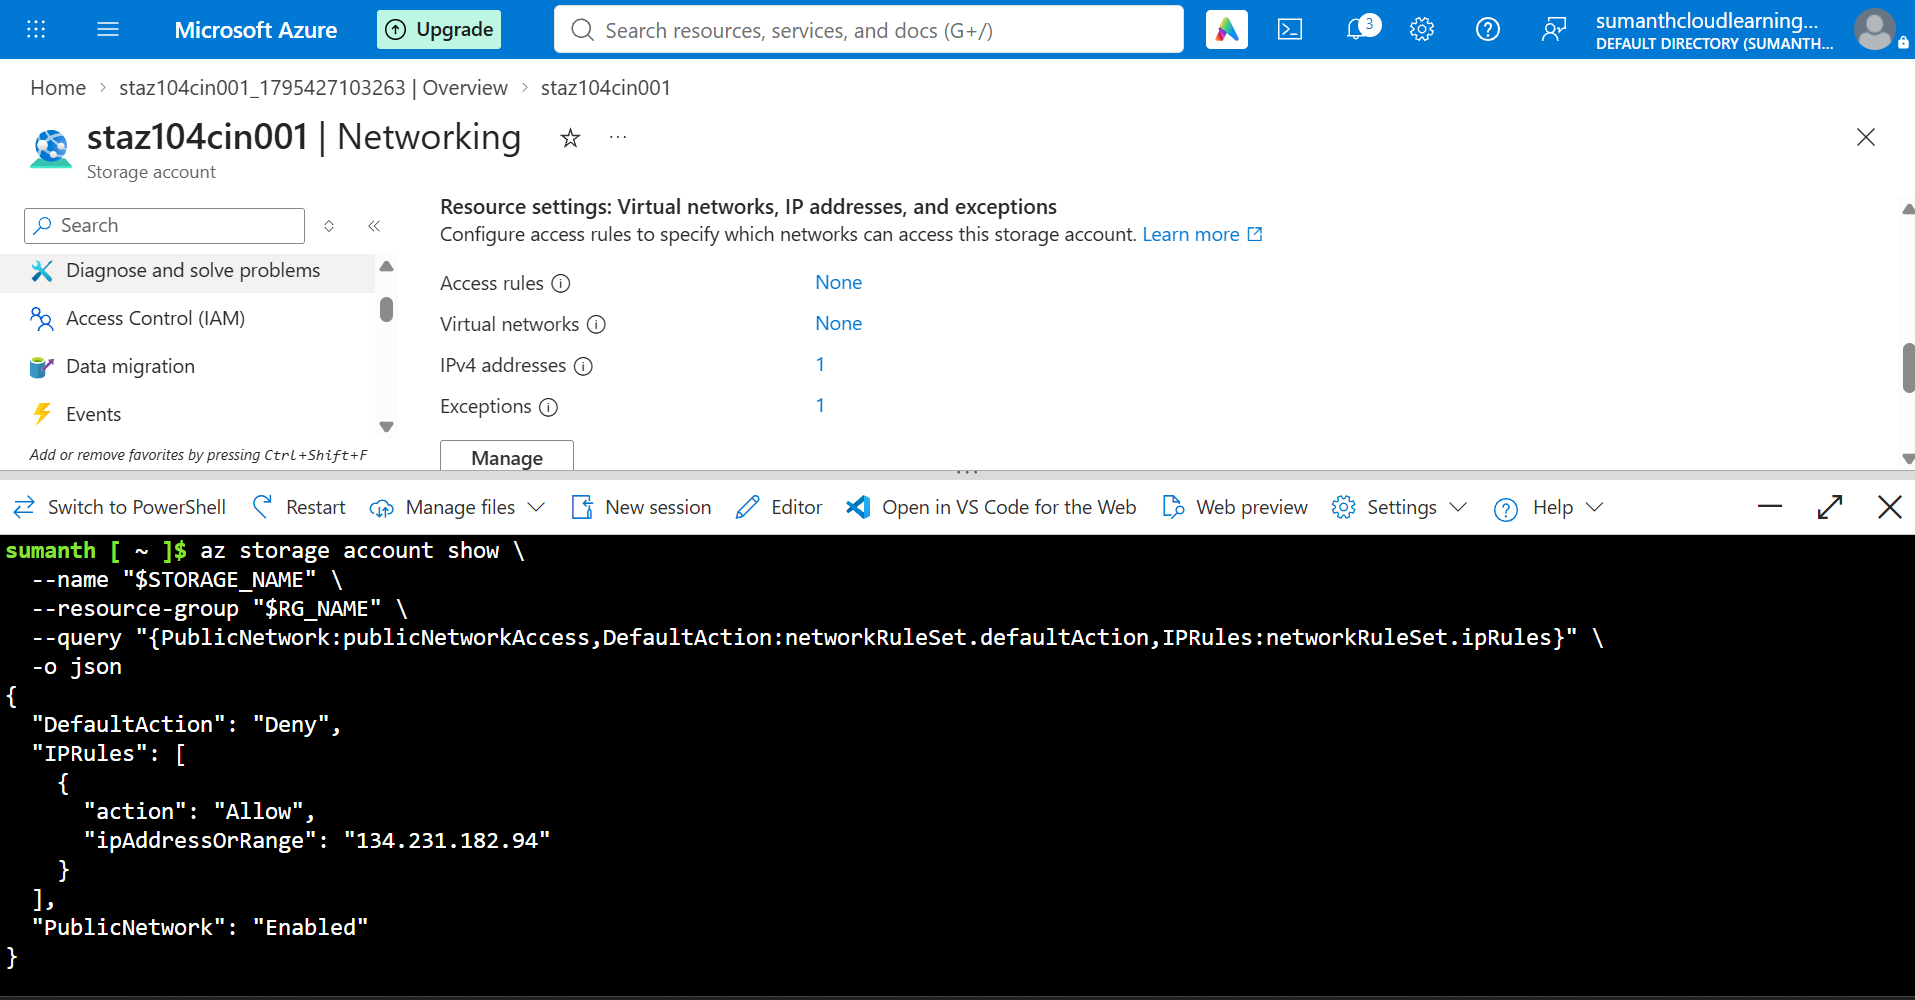 Microsoft Azure
Upgrade
Search resources, services, and docs (G+/)
3
sumanthcloudlearning...
DEFAULT DIRECTORY (SUMANTH...
Home > staz104cin001_1795427103263 | Overview > staz104cin001
staz104cin001 | Networking
Storage account
Search
Diagnose and solve problems
Access Control (IAM)
Data migration
Events
Add or remove favorites by pressing Ctrl+Shift+F
Resource settings: Virtual networks, IP addresses, and exceptions
Configure access rules to specify which networks can access this storage account. Learn more
Access rules None
Virtual networks None
IPv4 addresses 1
Exceptions 1
Manage
Switch to PowerShell Restart Manage files New session Editor Open in VS Code for the Web Web preview Settings Help
sumanth [ ~ ]$ az storage account show \
  --name "$STORAGE_NAME" \
  --resource-group "$RG_NAME" \
  --query "{PublicNetwork:publicNetworkAccess,DefaultAction:networkRuleSet.defaultAction,IPRules:networkRuleSet.ipRules}" \
  -o json
{
  "DefaultAction": "Deny",
  "IPRules": [
    {
      "action": "Allow",
      "ipAddressOrRange": "134.231.182.94"
    }
  ],
  "PublicNetwork": "Enabled"
}